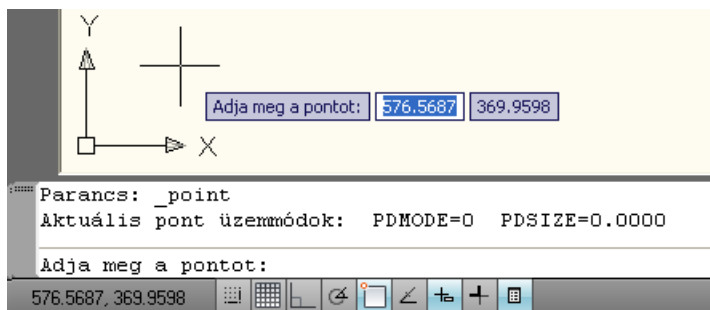 Y
Adja meg a pontot: 576.5687 369.9598
X
Parancs: _point
Aktuális pont üzemmódok: PDMODE=0 PDSIZE=0.0000
Adja meg a pontot:
576.5687, 369.9598